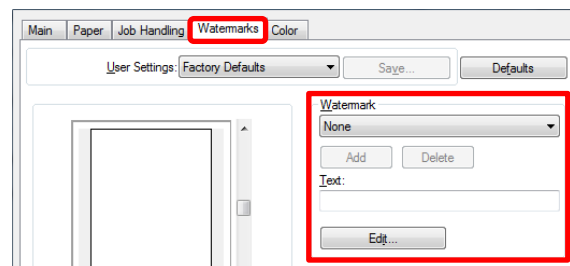 Main Paper Job Handling Watermarks Color
User Settings: Factory Defaults Save... Defaults
Watermark
None
Add Delete
Text:
Edit...